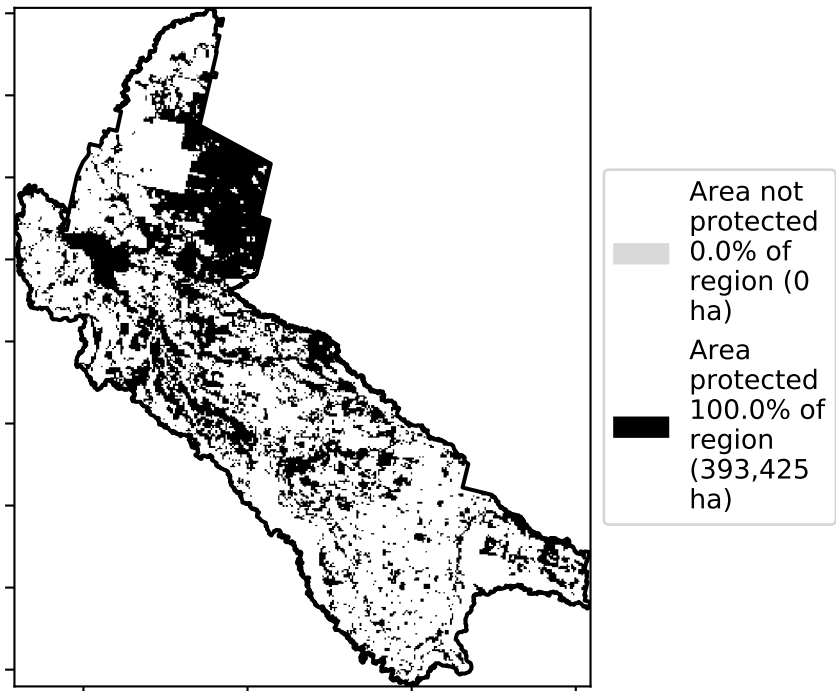 Area not
protected
0.0% of
region (0
ha)
Area
protected
100.0% of
region
(393,425
ha)